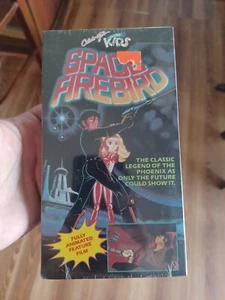 KIDS
SPACE
FIREBIRD
THE CLASSIC
LEGEND OF THE
PHOENIX AS
ONLY THE FUTURE
COULD SHOW IT.
FULLY
ANIMATED
FEATURE
FILM